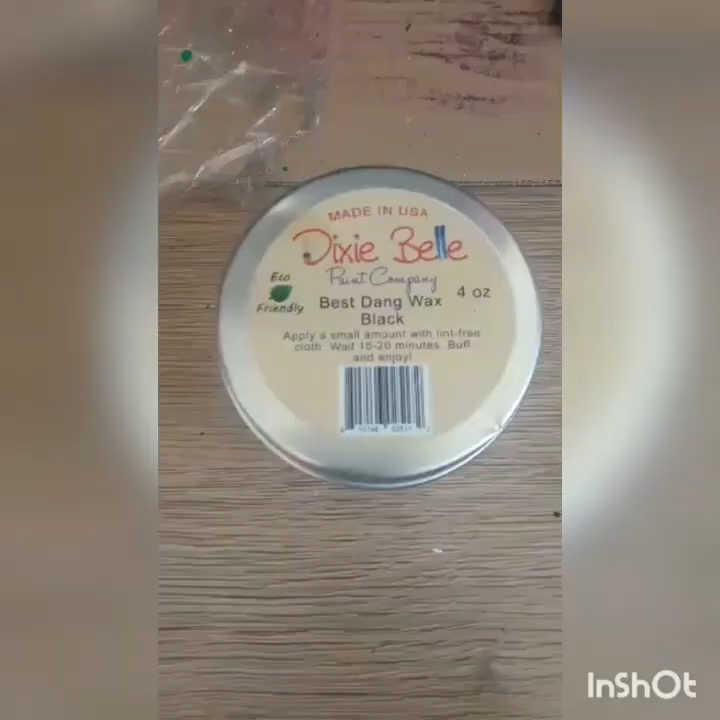 MADE IN USA
Dixie Belle
Paint Company
Eco
Friendly
4 oz
Best Dang Wax
Black
Apply a small amount with lint-free
cloth. Wait 15-20 minutes. Buff
and enjoy!
InShOt